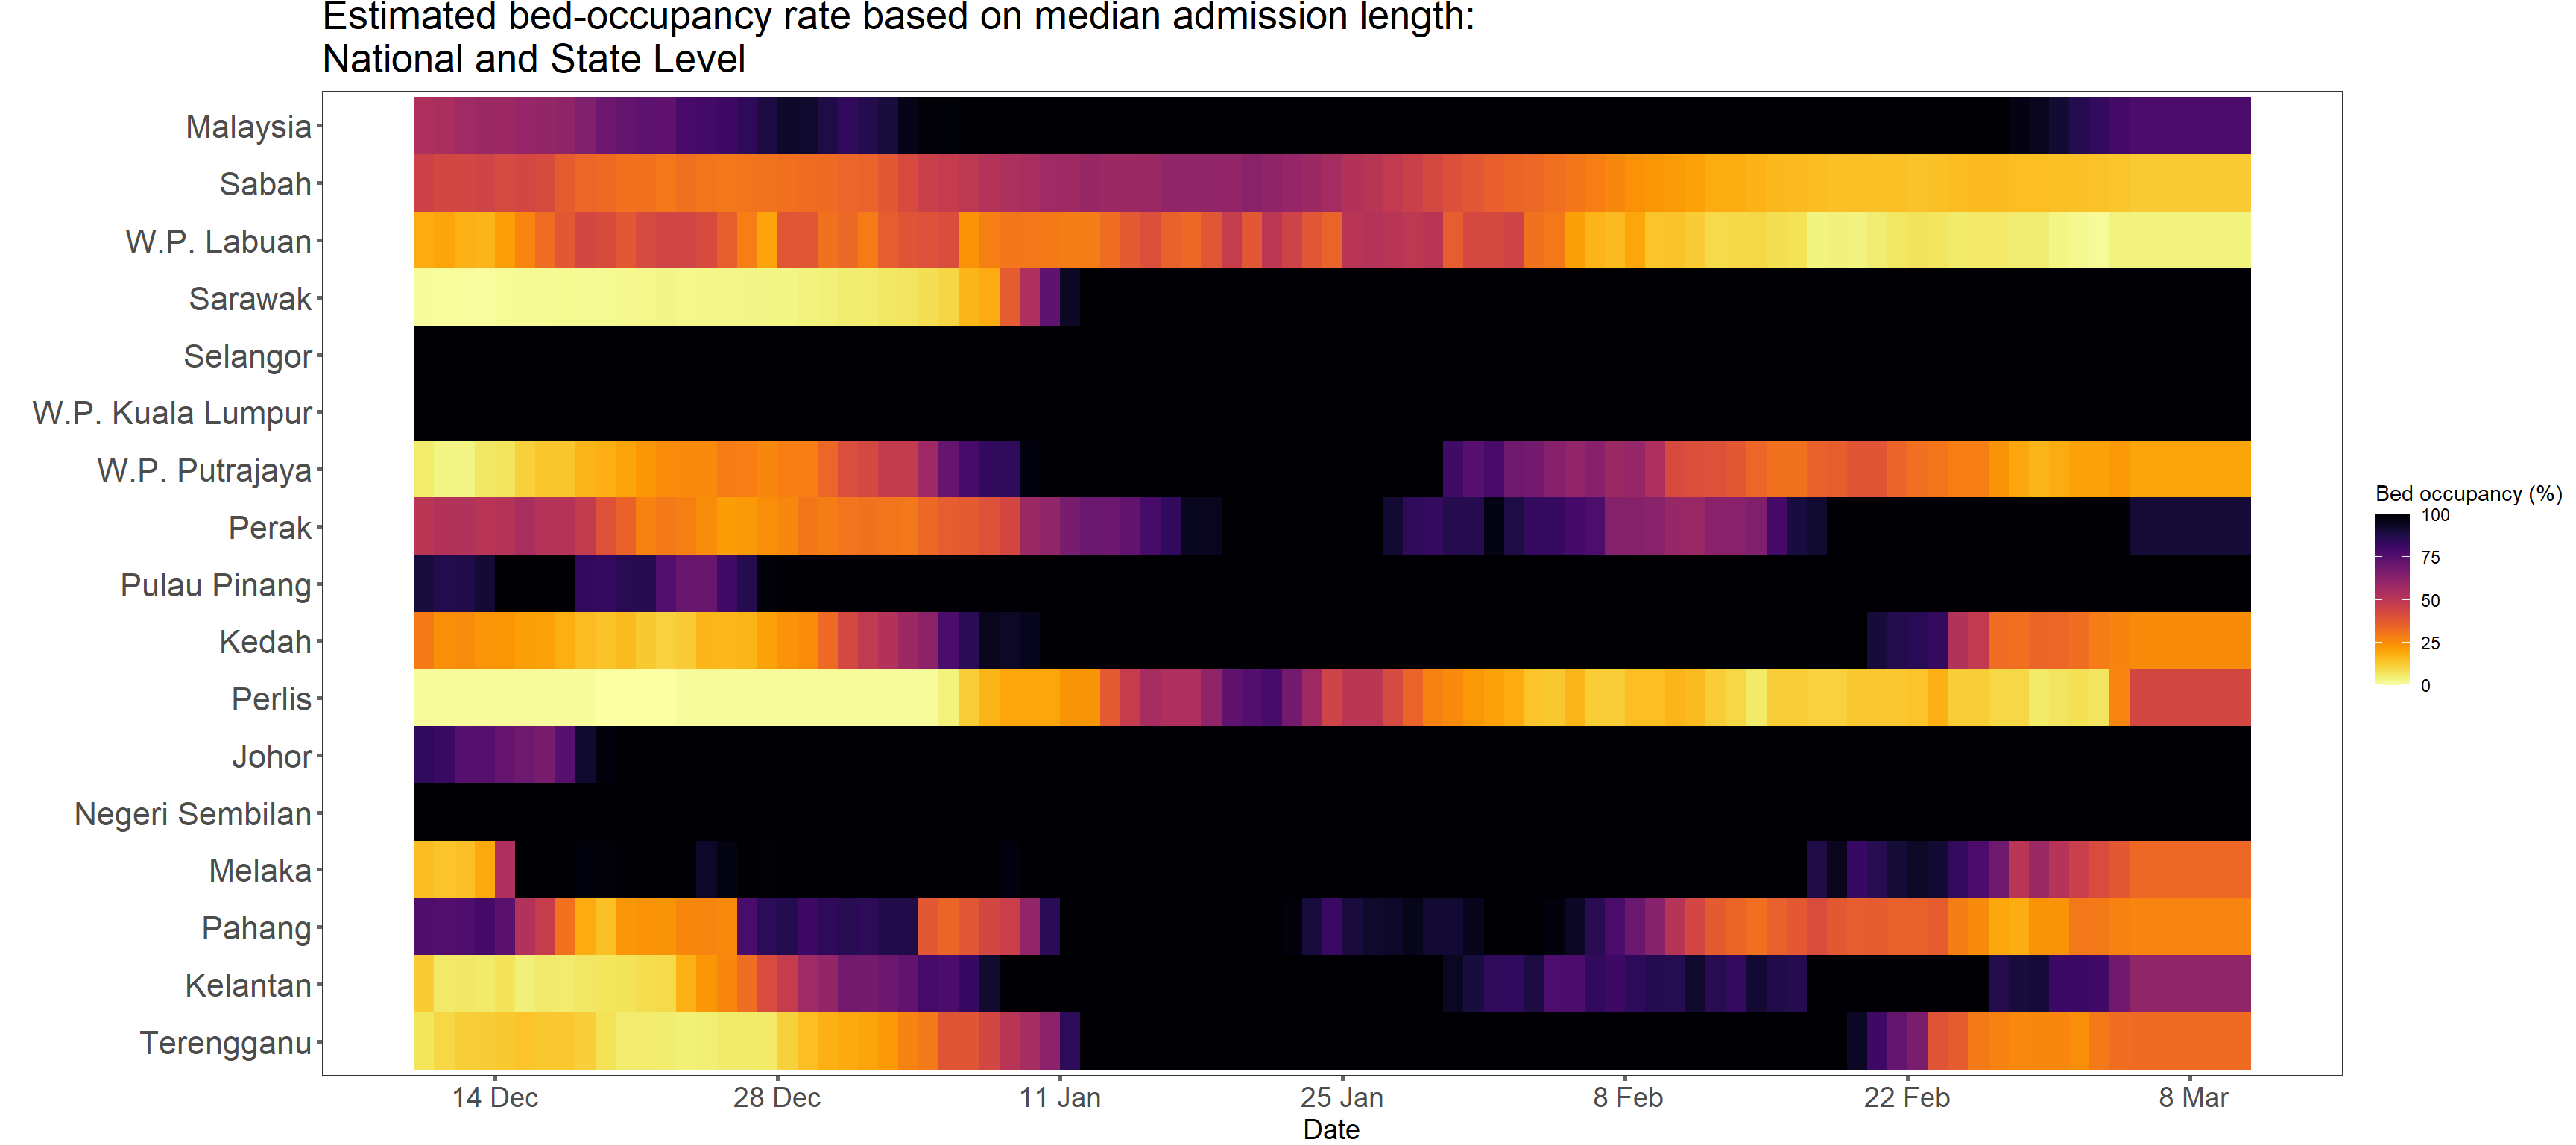 Estimated bed-occupancy rate based on median admission length:
National and State Level
Malaysia
Sabah
W.P. Labuan
Sarawak
Selangor
W.P. Kuala Lumpur
W.P. Putrajaya
Perak
Pulau Pinang
Kedah
Perlis
Johor
Negeri Sembilan
Melaka
Pahang
Kelantan
Terengganu
14 Dec
28 Dec
11 Jan
25 Jan
8 Feb
22 Feb
8 Mar
Date
Bed occupancy (%)
100
75
50
25
0